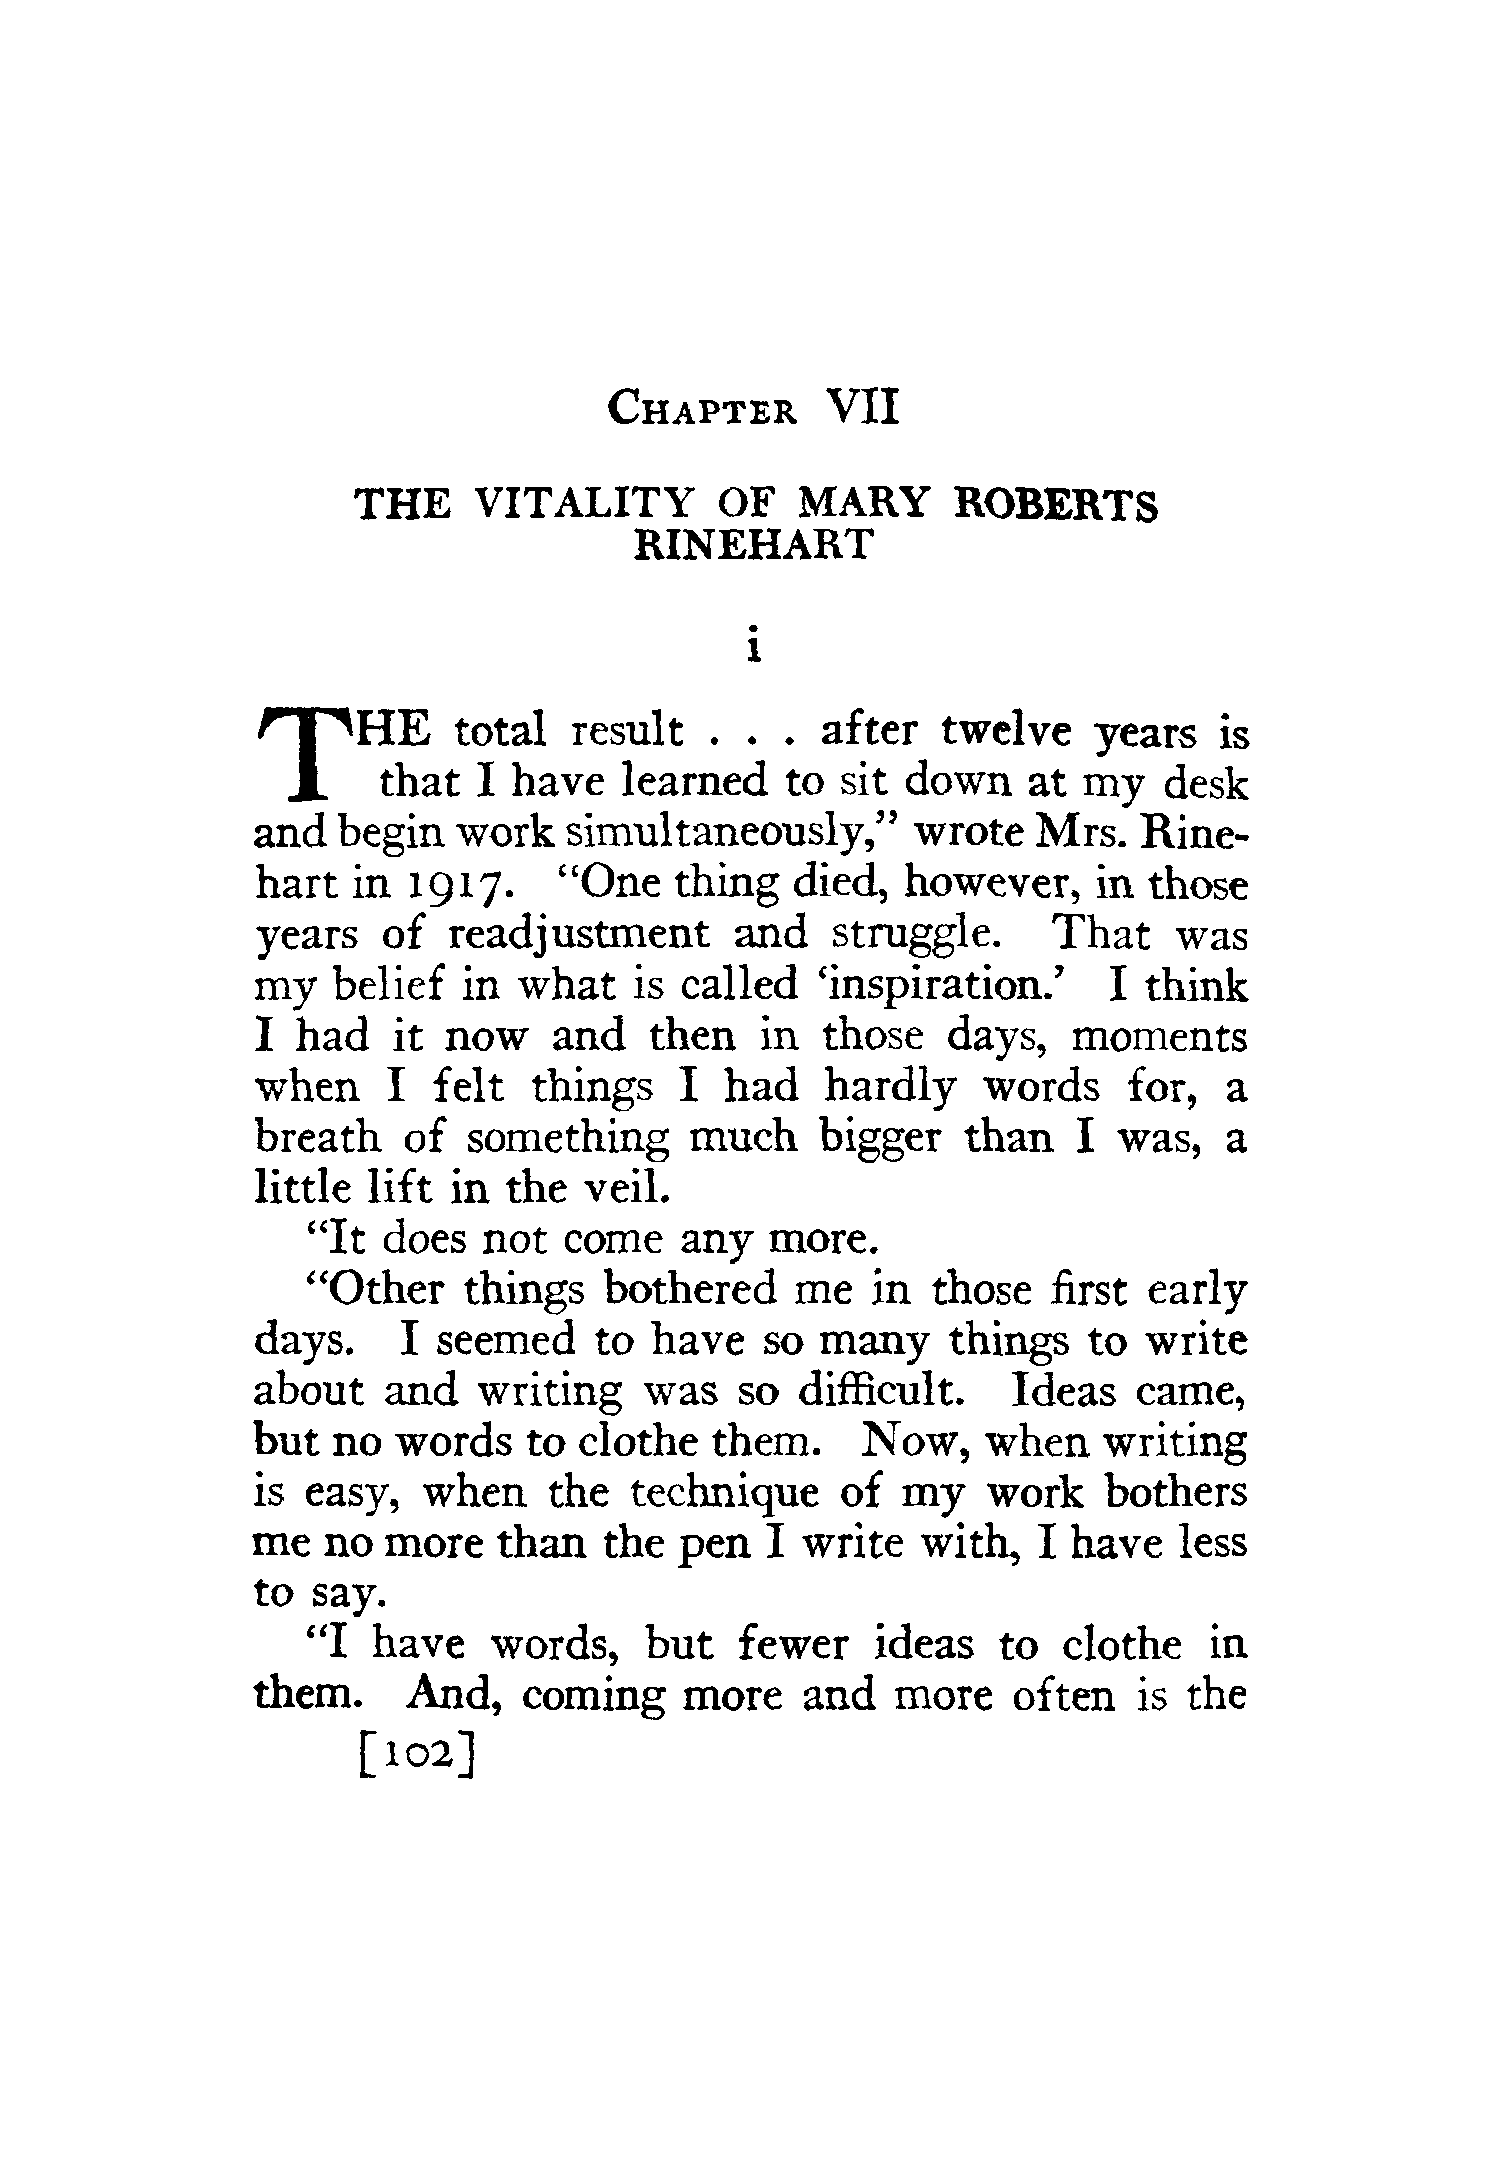 CHAPTER VII
THE VITALITY OF MARY ROBERTS
RINEHART
i
THE total result . . . after twelve years is
that I have learned to sit down at my desk
and begin work simultaneously,” wrote Mrs. Rine-
hart in 1917. “One thing died, however, in those
years of readjustment and struggle. That was
my belief in what is called ‘inspiration.’ I think
I had it now and then in those days, moments
when I felt things I had hardly words for, a
breath of something much bigger than I was, a
little lift in the veil.
“It does not come any more.
“Other things bothered me in those first early
days. I seemed to have so many things to write
about and writing was so difficult. Ideas came,
but no words to clothe them. Now, when writing
is easy, when the technique of my work bothers
me no more than the pen I write with, I have less
to say.
“I have words, but fewer ideas to clothe in
them. And, coming more and more often is the
[102]